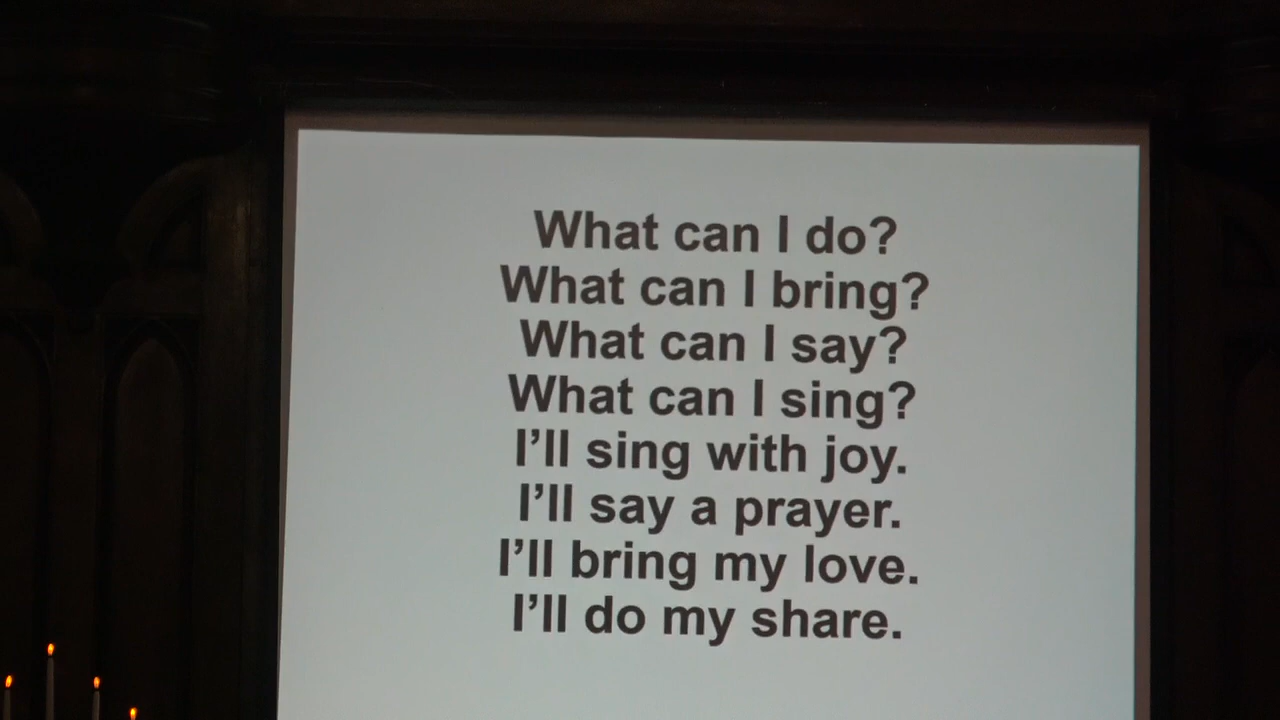 What can I do?
What can I bring?
What can I say?
What can I sing?
I’ll sing with joy.
I’ll say a prayer.
I’ll bring my love.
I’ll do my share.